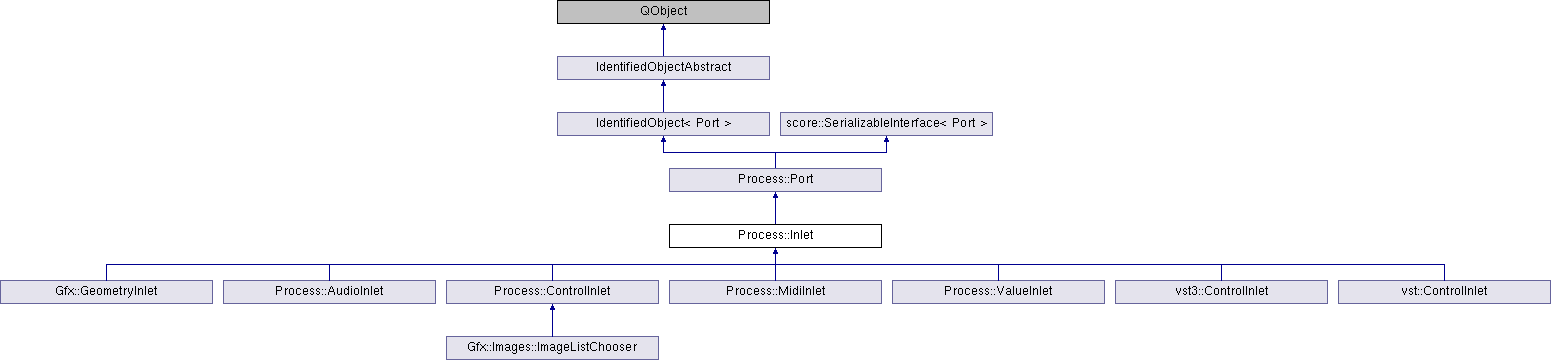 QObject
IdentifiedObjectAbstract
IdentifiedObject< Port >
score::SerializableInterface< Port >
Process::Port
Process::Inlet
Gfx::GeometryInlet
Process::AudioInlet
Process::ControlInlet
Process::MidiInlet
Process::ValueInlet
vst3::ControlInlet
vst::ControlInlet
Gfx::Images::ImageListChooser